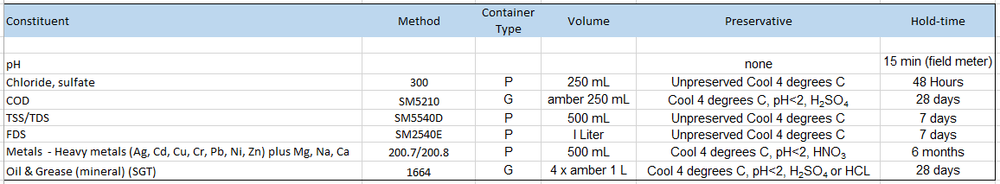 Constituent Method Container Type Volume Preservative Hold-time
pH none 15 min (field meter)
Chloride, sulfate 300 P 250 mL Unpreserved Cool 4 degrees C 48 Hours
COD SM5210 G amber 250 mL Cool 4 degrees C, pH<2, H₂SO₄ 28 days
TSS/TDS SM5540D P 500 mL Unpreserved Cool 4 degrees C 7 days
FDS SM2540E P l Liter Unpreserved Cool 4 degrees C 7 days
Metals - Heavy metals (Ag, Cd, Cu, Cr, Pb, Ni, Zn) plus Mg, Na, Ca 200.7/200.8 P 500 mL Cool 4 degrees C, pH<2, HNO₃ 6 months
Oil & Grease (mineral) (SGT) 1664 G 4 x amber 1 L Cool 4 degrees C, pH<2, H₂SO₄ or HCL 28 days